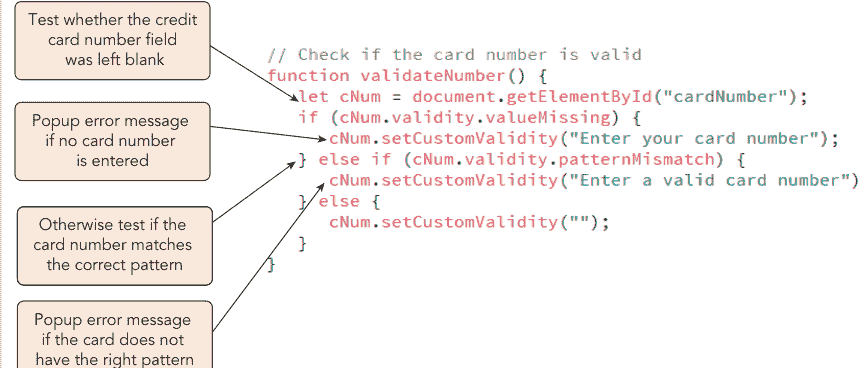 Test whether the credit
card number field
was left blank
Popup error message
if no card number
is entered
Otherwise test if the
card number matches
the correct pattern
Popup error message
if the card does not
have the right pattern
// Check if the card number is valid
function validateNumber() {
let cNum = document.getElementById("cardNumber");
if (cNum.validity.valueMissing) {
cNum.setCustomValidity("Enter your card number");
} else if (cNum.validity.patternMismatch) {
cNum.setCustomValidity("Enter a valid card number")
} else {
cNum.setCustomValidity("");
}
}